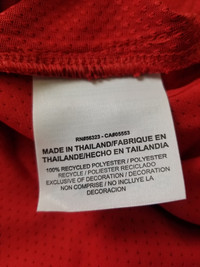 RN#56323 - CA#05553
MADE IN THAILAND/FABRIQUE EN
THAILANDE/HECHO EN TAILANDIA
100% RECYCLED POLYESTER / POLYESTER
RECYCLE / POLIESTER RECICLADO
EXCLUSIVE OF DECORATION / DECORATION
NON COMPRISE / NO INCLUYE LA
DECORACION